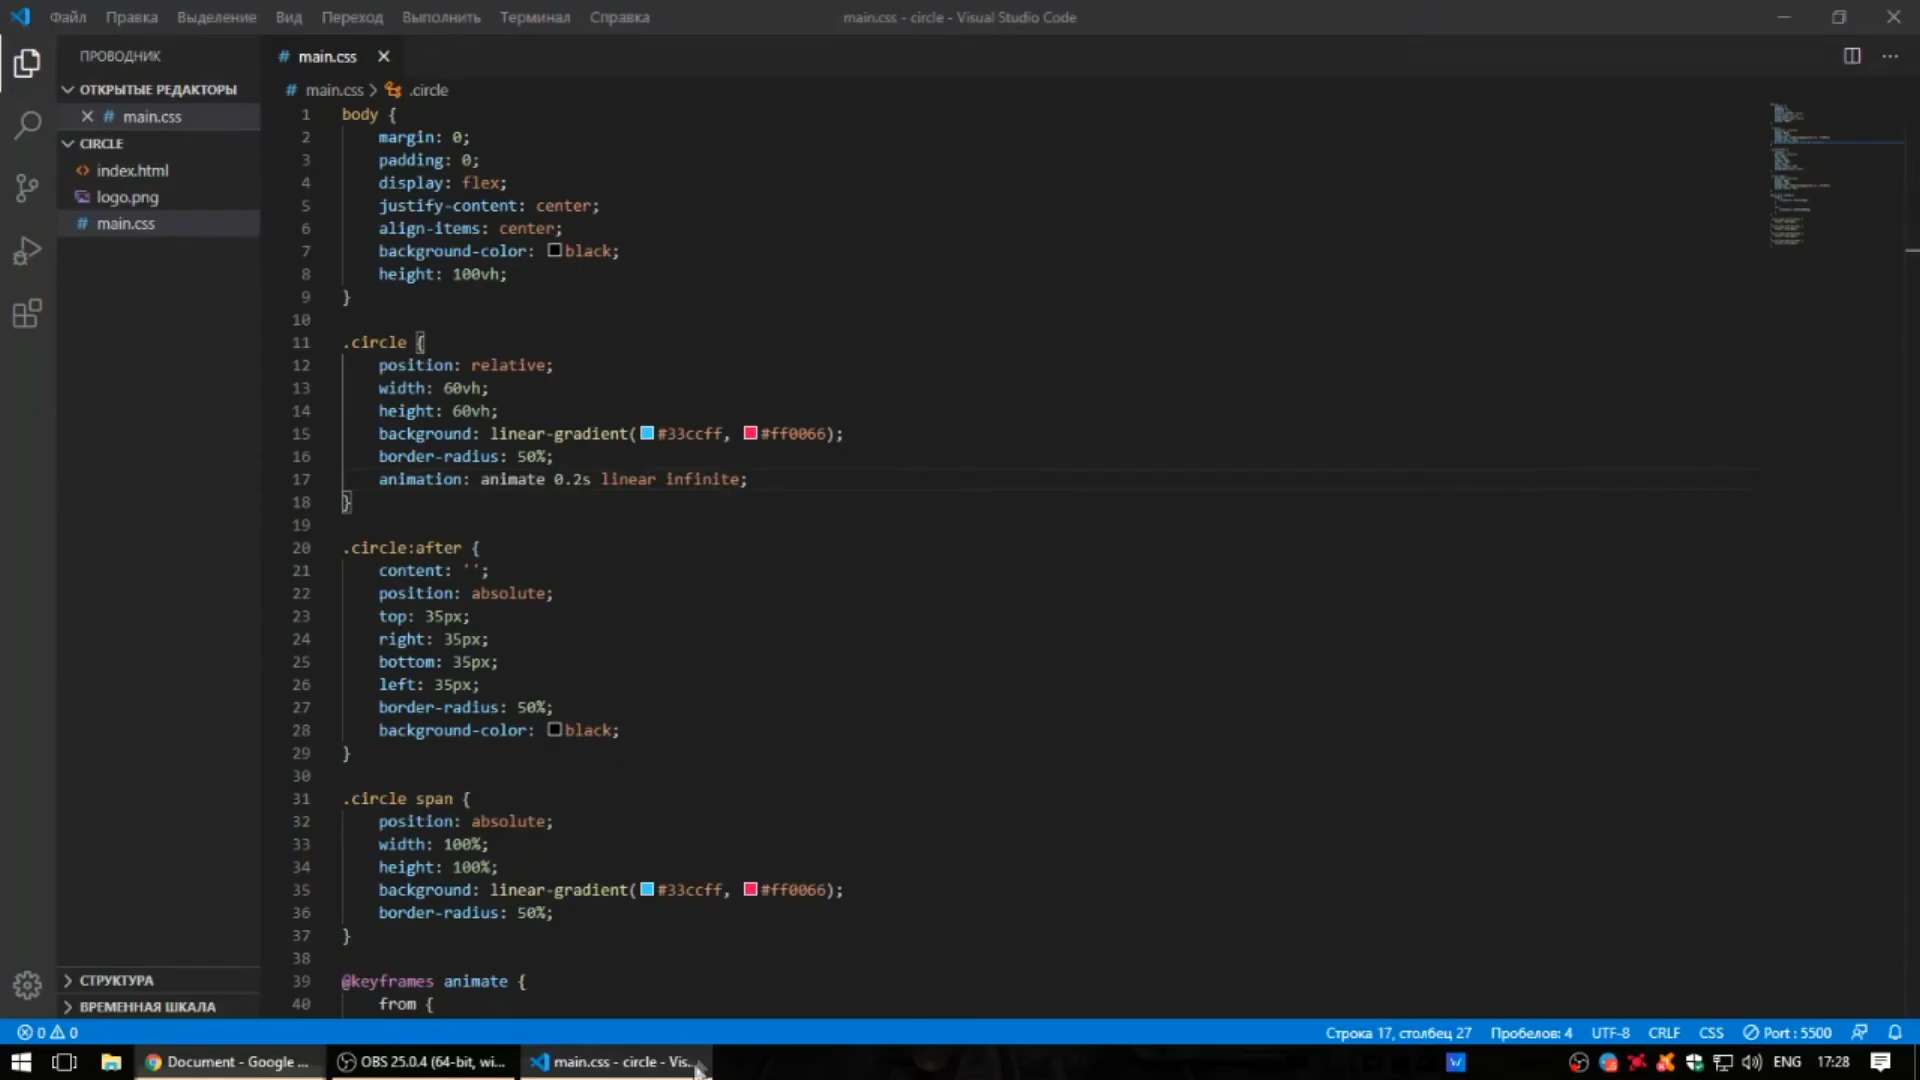 Файл Правка Выделение Вид Переход Выполнить Терминал Справка main.css - circle - Visual Studio Code
ПРОВОДНИК
# main.css
ОТКРЫТЫЕ РЕДАКТОРЫ
# main.css > .circle
# main.css
CIRCLE
<> index.html
logo.png
# main.css
1 body {
2 margin: 0;
3 padding: 0;
4 display: flex;
5 justify-content: center;
6 align-items: center;
7 background-color: black;
8 height: 100vh;
9 }
10
11 .circle {
12 position: relative;
13 width: 60vh;
14 height: 60vh;
15 background: linear-gradient(#33ccff, #ff0066);
16 border-radius: 50%;
17 animation: animate 0.2s linear infinite;
18 }
19
20 .circle:after {
21 content: '';
22 position: absolute;
23 top: 35px;
24 right: 35px;
25 bottom: 35px;
26 left: 35px;
27 border-radius: 50%;
28 background-color: black;
29 }
30
31 .circle span {
32 position: absolute;
33 width: 100%;
34 height: 100%;
35 background: linear-gradient(#33ccff, #ff0066);
36 border-radius: 50%;
37 }
38
39 @keyframes animate {
40 from {
СТРУКТУРА
ВРЕМЕННАЯ ШКАЛА
0 0 Строка 17, столбец 27 Пробелов: 4 UTF-8 CRLF CSS Port : 5500
Document - Google ... OBS 25.0.4 (64-bit, wi... main.css - circle - Vis... ENG 17:28